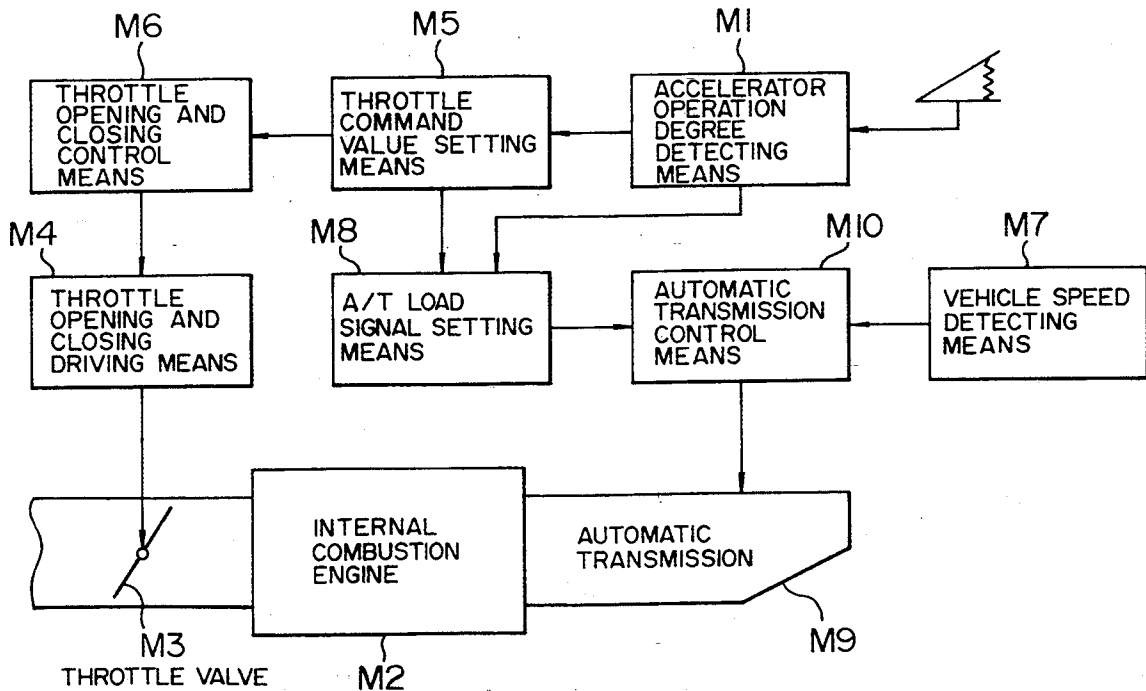 M6
THROTTLE
OPENING AND
CLOSING
CONTROL
MEANS
M5
THROTTLE
COMMAND
VALUE SETTING
MEANS
M1
ACCELERATOR
OPERATION
DEGREE
DETECTING
MEANS
M4
THROTTLE
OPENING AND
CLOSING
DRIVING MEANS
M8
A/T LOAD
SIGNAL SETTING
MEANS
M10
AUTOMATIC
TRANSMISSION
CONTROL
MEANS
M7
VEHICLE SPEED
DETECTING
MEANS
INTERNAL
COMBUSTION
ENGINE
AUTOMATIC
TRANSMISSION
M3
THROTTLE VALVE
M2
M9